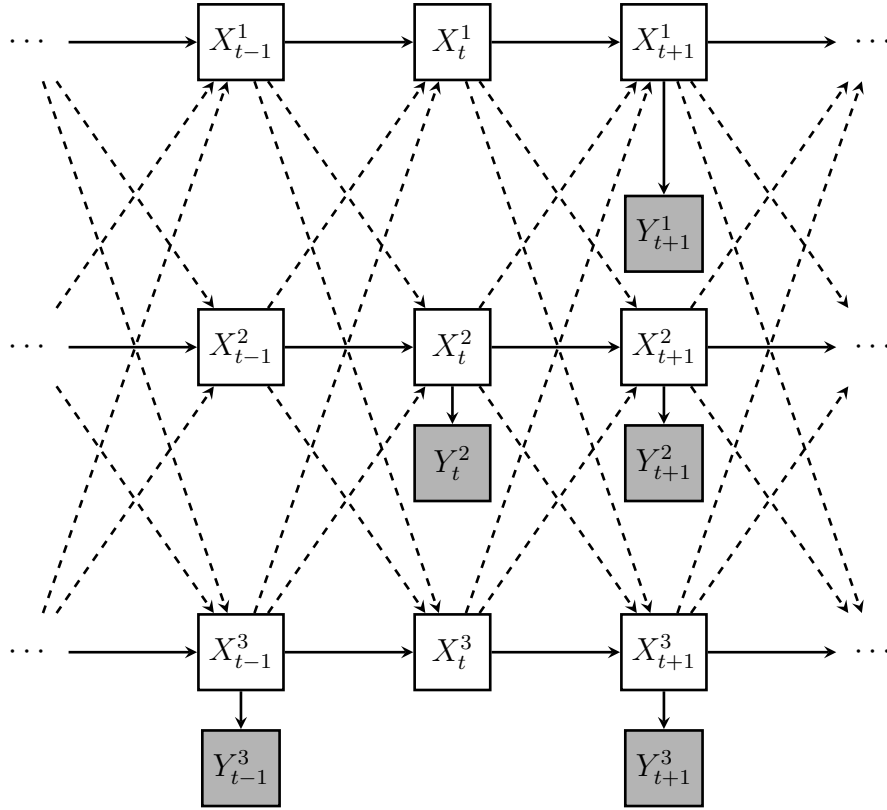 ⋯ X^1_{t-1} X^1_t X^1_{t+1} ⋯
Y^1_{t+1}
⋯ X^2_{t-1} X^2_t X^2_{t+1} ⋯
Y^2_t Y^2_{t+1}
⋯ X^3_{t-1} X^3_t X^3_{t+1} ⋯
Y^3_{t-1} Y^3_{t+1}